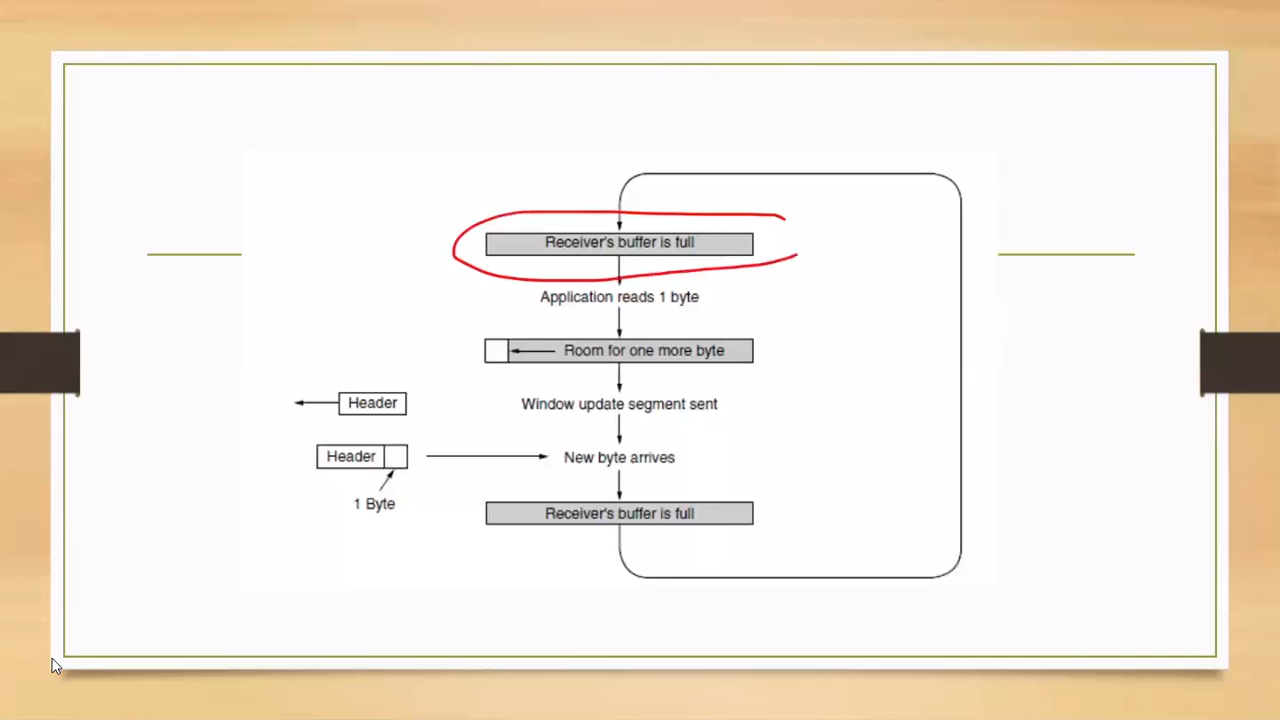 Receiver's buffer is full
Application reads 1 byte
Room for one more byte
Header
Window update segment sent
Header
New byte arrives
1 Byte
Receiver's buffer is full